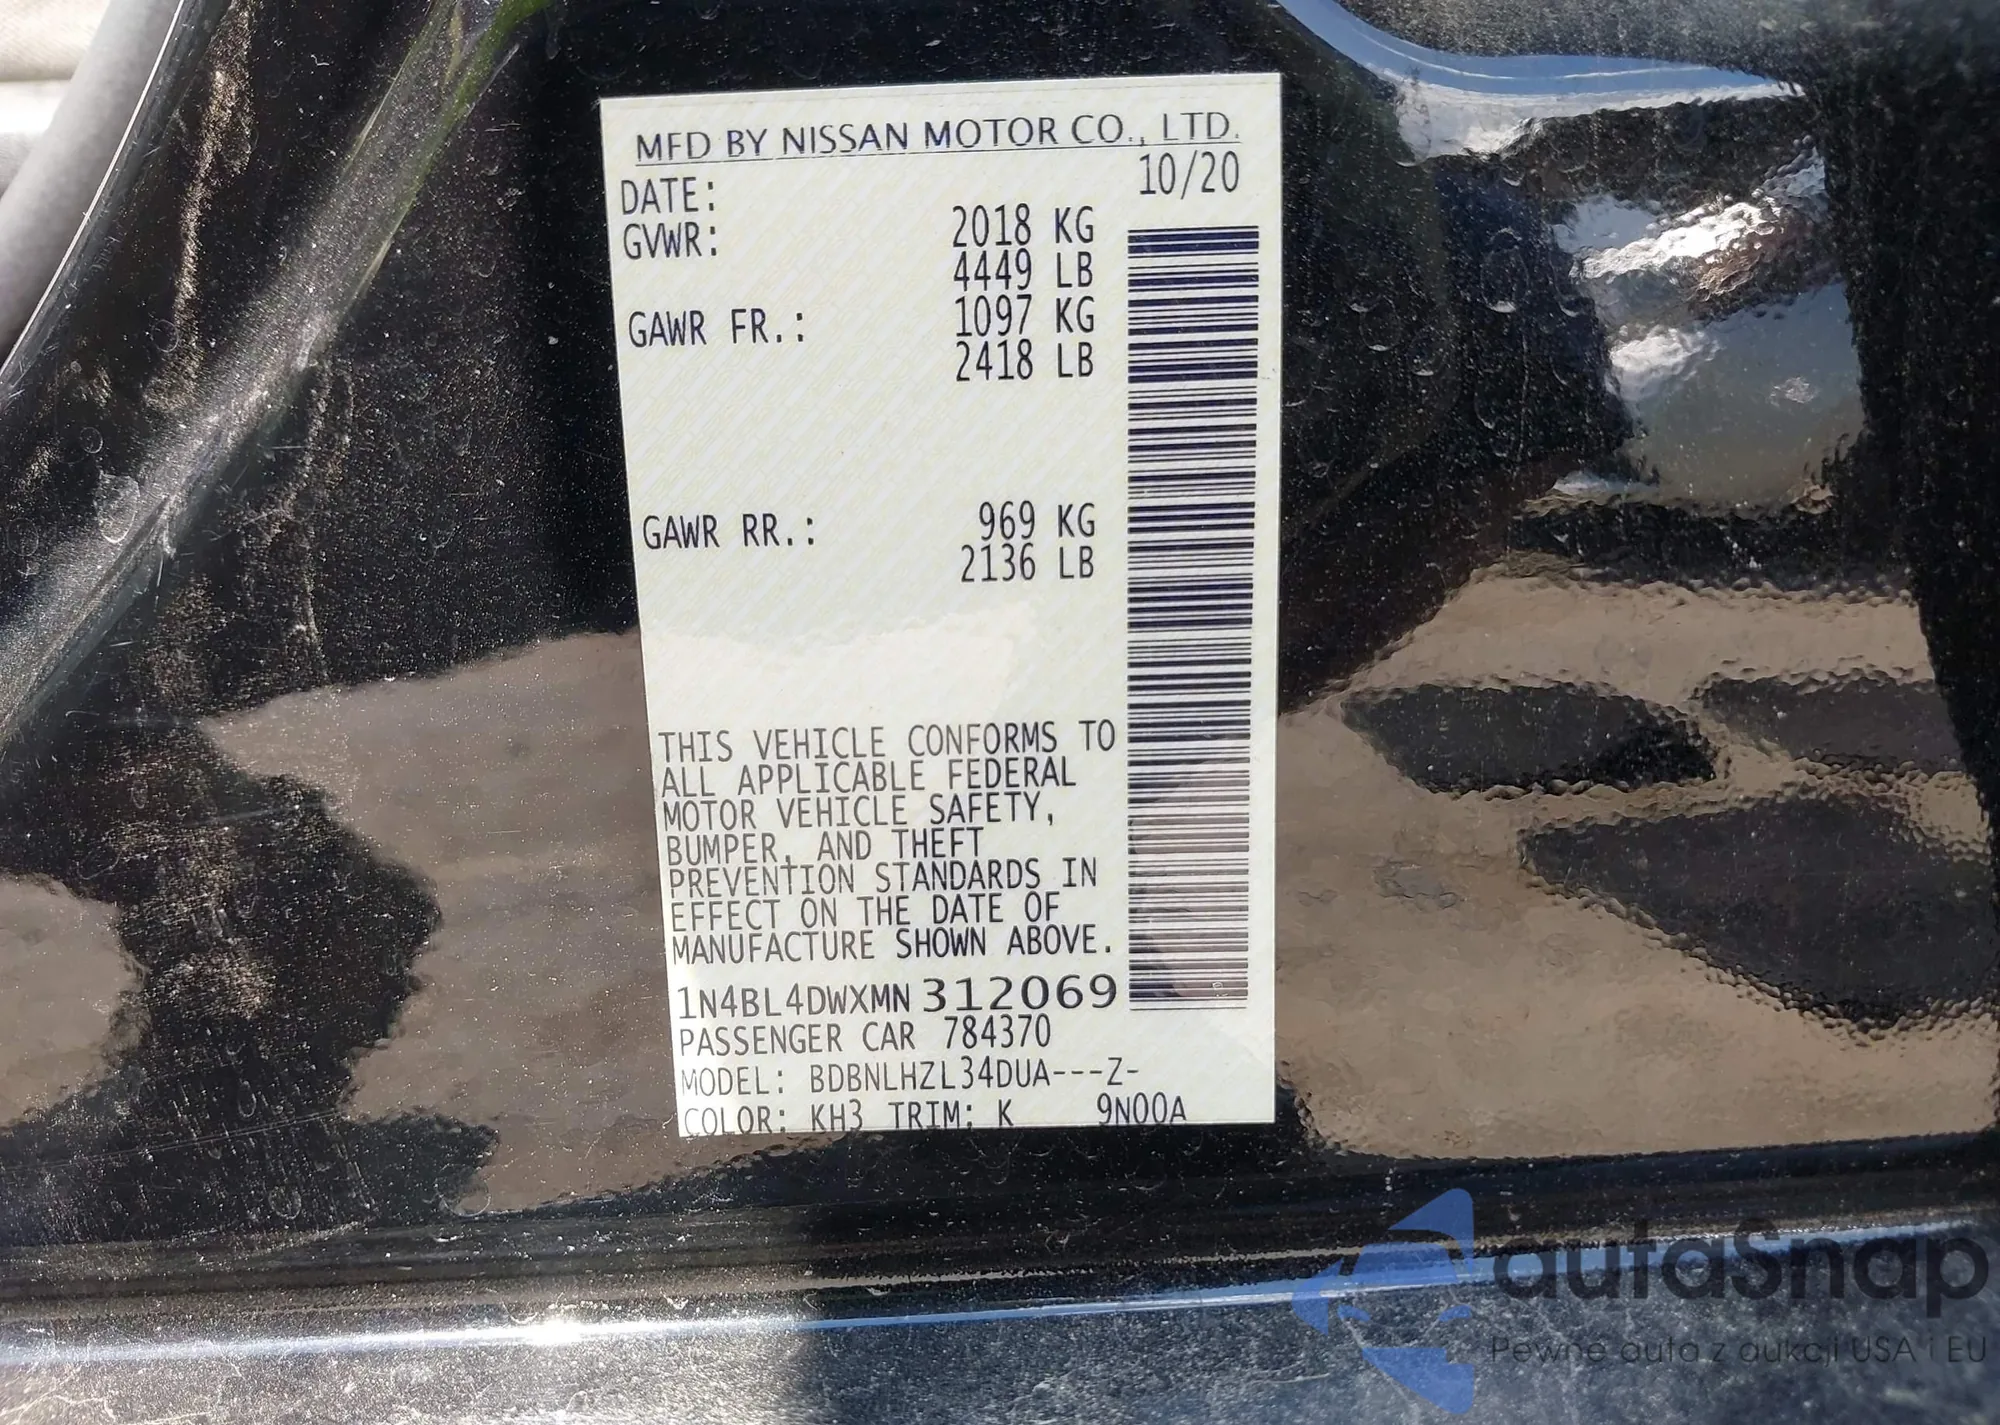 MFD BY NISSAN MOTOR CO., LTD.
DATE: 10/20
GVWR: 2018 KG
4449 LB
GAWR FR.: 1097 KG
2418 LB
GAWR RR.: 969 KG
2136 LB
THIS VEHICLE CONFORMS TO
ALL APPLICABLE FEDERAL
MOTOR VEHICLE SAFETY,
BUMPER, AND THEFT
PREVENTION STANDARDS IN
EFFECT ON THE DATE OF
MANUFACTURE SHOWN ABOVE.
1N4BL4DWXMN312069
PASSENGER CAR 784370
MODEL: BDBNLHZL34DUA---Z-
COLOR: KH3 TRIM: K 9N00A
autaSnap
Pewne auta z aukcji USA i EU